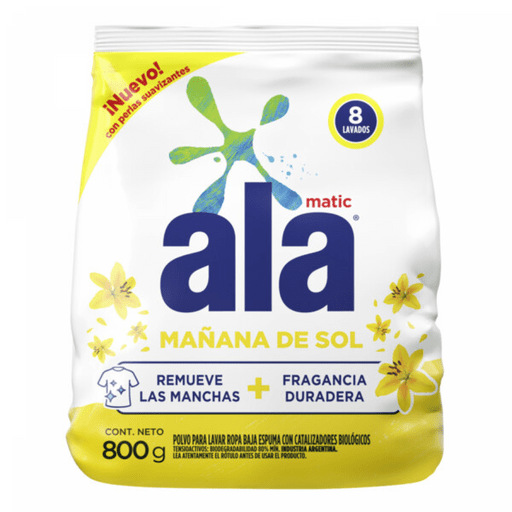 ¡Nuevo!
con perlas suavizantes
8
LAVADOS
matic
ala®
MAÑANA DE SOL
REMUEVE
LAS MANCHAS
+
FRAGANCIA
DURADERA
CONT. NETO
800 g
POLVO PARA LAVAR ROPA BAJA ESPUMA CON CATALIZADORES BIOLÓGICOS
TENSIOACTIVOS: BIODEGRADABILIDAD 80% MÍN. INDUSTRIA ARGENTINA.
LEA ATENTAMENTE EL RÓTULO ANTES DE USAR EL PRODUCTO.